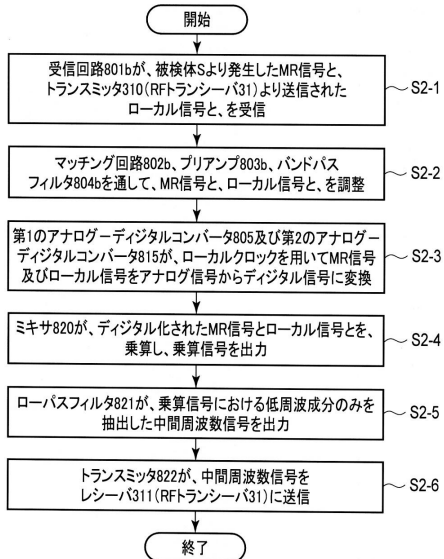 開始
受信回路801bが、被検体Sより発生したMR信号と、
トランスミッタ310(RFトランシーバ31)より送信された
ローカル信号と、を受信
S2-1
マッチング回路802b、プリアンプ803b、バンドパス
フィルタ804bを通して、MR信号と、ローカル信号と、を調整
S2-2
第1のアナログーディジタルコンバータ805及び第2のアナログー
ディジタルコンバータ815が、ローカルクロックを用いてMR信号
及びローカル信号をアナログ信号からディジタル信号に変換
S2-3
ミキサ820が、ディジタル化されたMR信号とローカル信号とを、
乗算し、乗算信号を出力
S2-4
ローパスフィルタ821が、乗算信号における低周波成分のみを
抽出した中間周波数信号を出力
S2-5
トランスミッタ822が、中間周波数信号を
レシーバ311(RFトランシーバ31)に送信
S2-6
終了